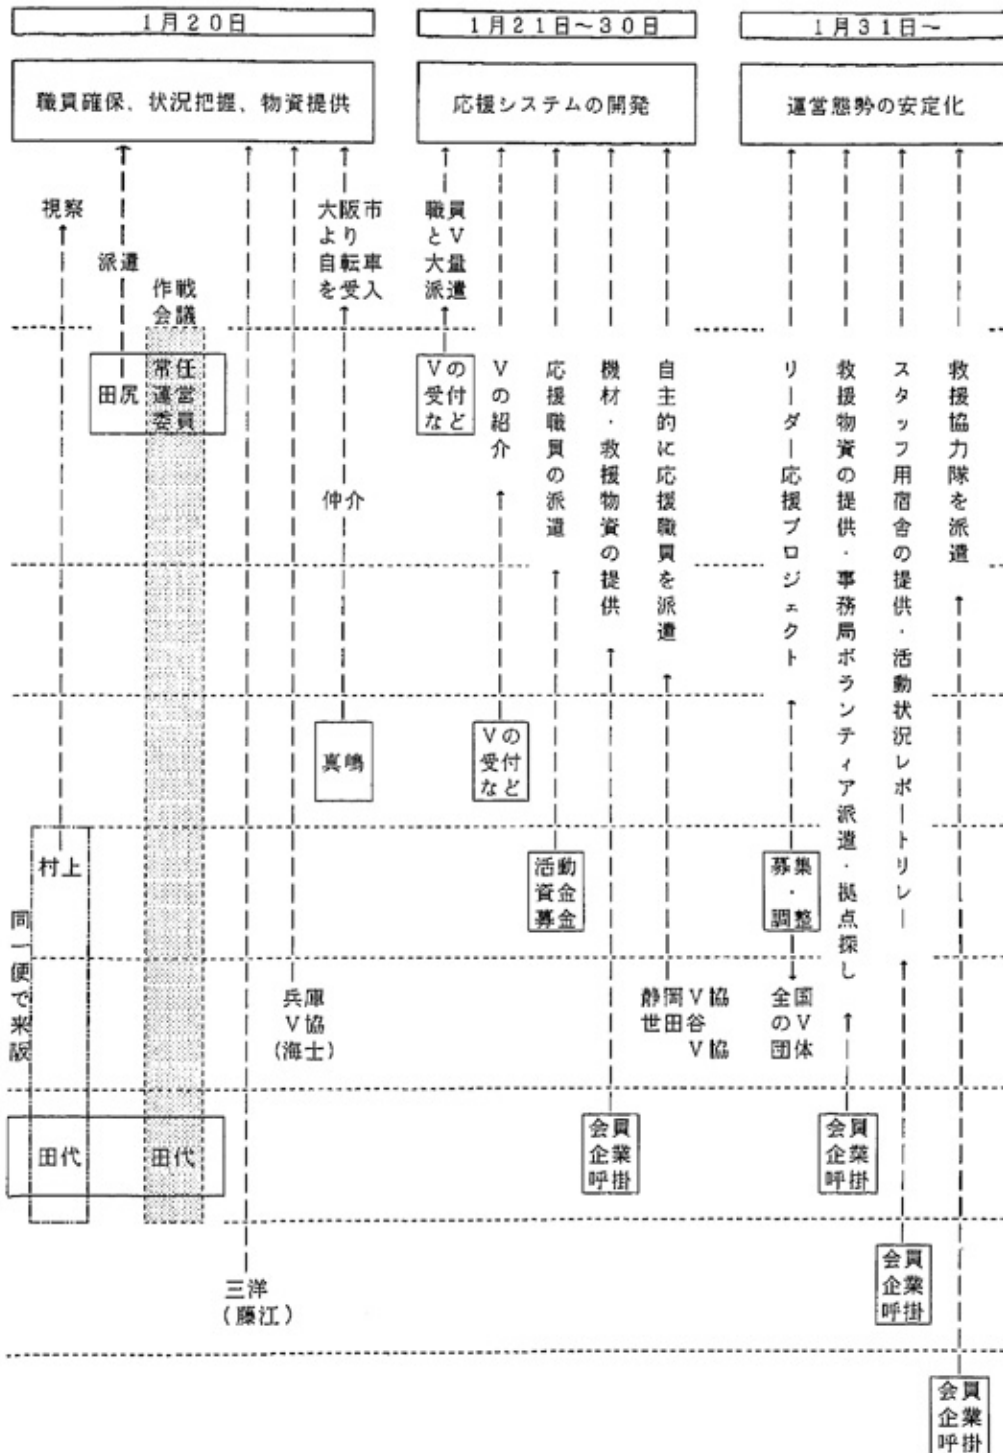 1月20日
1月21日～30日
1月31日～
職員確保、状況把握、物資提供
応援システムの開発
運営態勢の安定化
視察
派遣
作戦
会議
大阪市
より
自転車
を受入
職員
とV
大量
派遣
田尻
常任
運営
委員
仲介
Vの
受付
など
Vの紹介
応援職員の派遣
機材・救援物資の提供
自主的に応援職員を派遣
リーダー応援プロジェクト
救援物資の提供・事務局ボランティア派遣・拠点探し
スタッフ用宿舎の提供・活動状況レポートリレー
救援協力隊を派遣
真嶋
Vの
受付
など
村上
活動
資金
募金
募集
・
調整
同一便で来阪
兵庫
V協
(海士)
静岡V協
世田谷
V協
全国
のV
団体
田代
田代
会員
企業
呼掛
会員
企業
呼掛
三洋
(藤江)
会員
企業
呼掛
会員
企業
呼掛